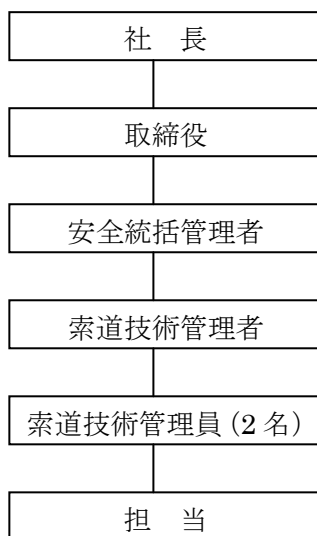 社　長
取締役
安全統括管理者
索道技術管理者
索道技術管理員（2 名）
担　当